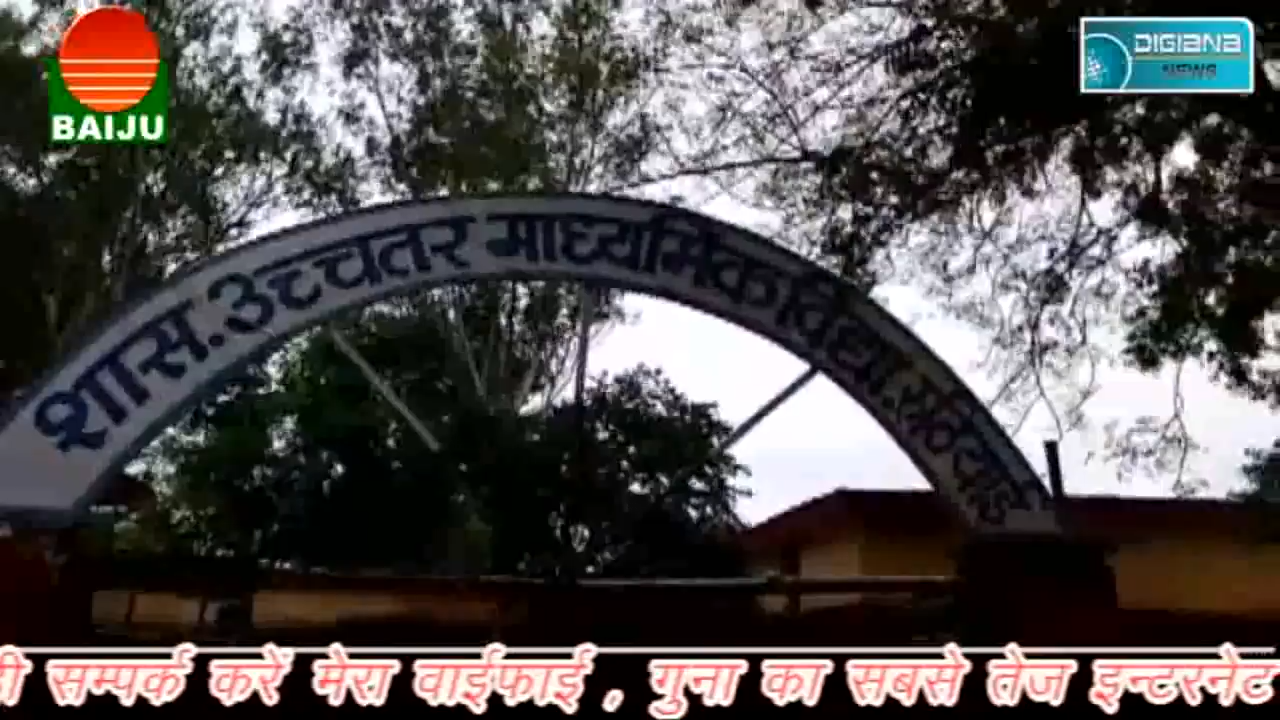 BAIJU
DIGIANA
NEWS
शास. उच्चतर माध्यमिक विद्या.
ही सम्पर्क करें मेरा वाईफाई , गुना का सबसे तेज इन्टरनेट